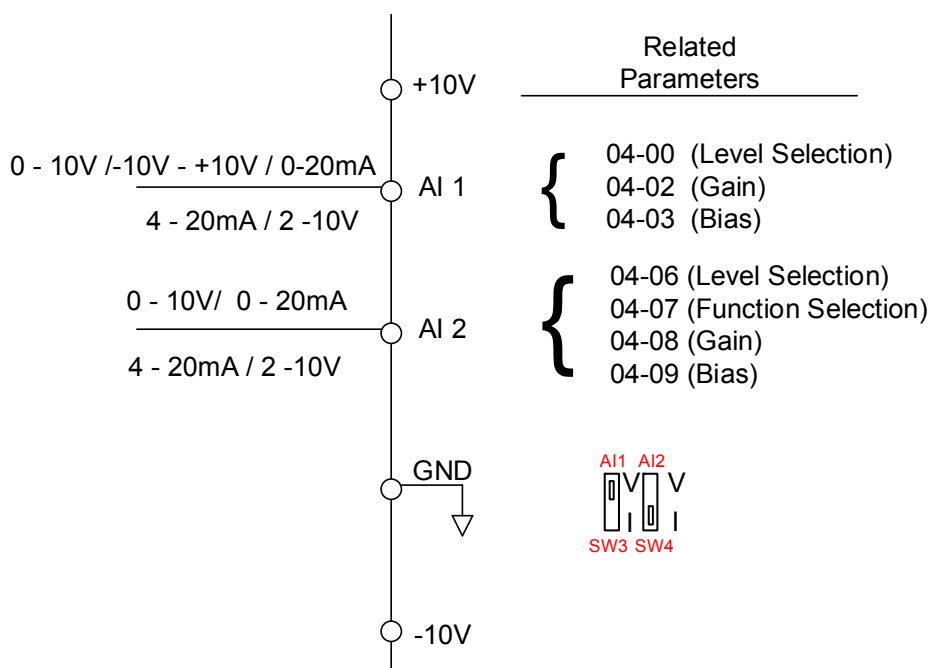 Related
Parameters
+10V
0 - 10V /-10V - +10V / 0-20mA
AI 1
4 - 20mA / 2 -10V
04-00 (Level Selection)
04-02 (Gain)
04-03 (Bias)
0 - 10V/ 0 - 20mA
AI 2
4 - 20mA / 2 -10V
04-06 (Level Selection)
04-07 (Function Selection)
04-08 (Gain)
04-09 (Bias)
GND
AI1 AI2
V V
I I
SW3 SW4
-10V